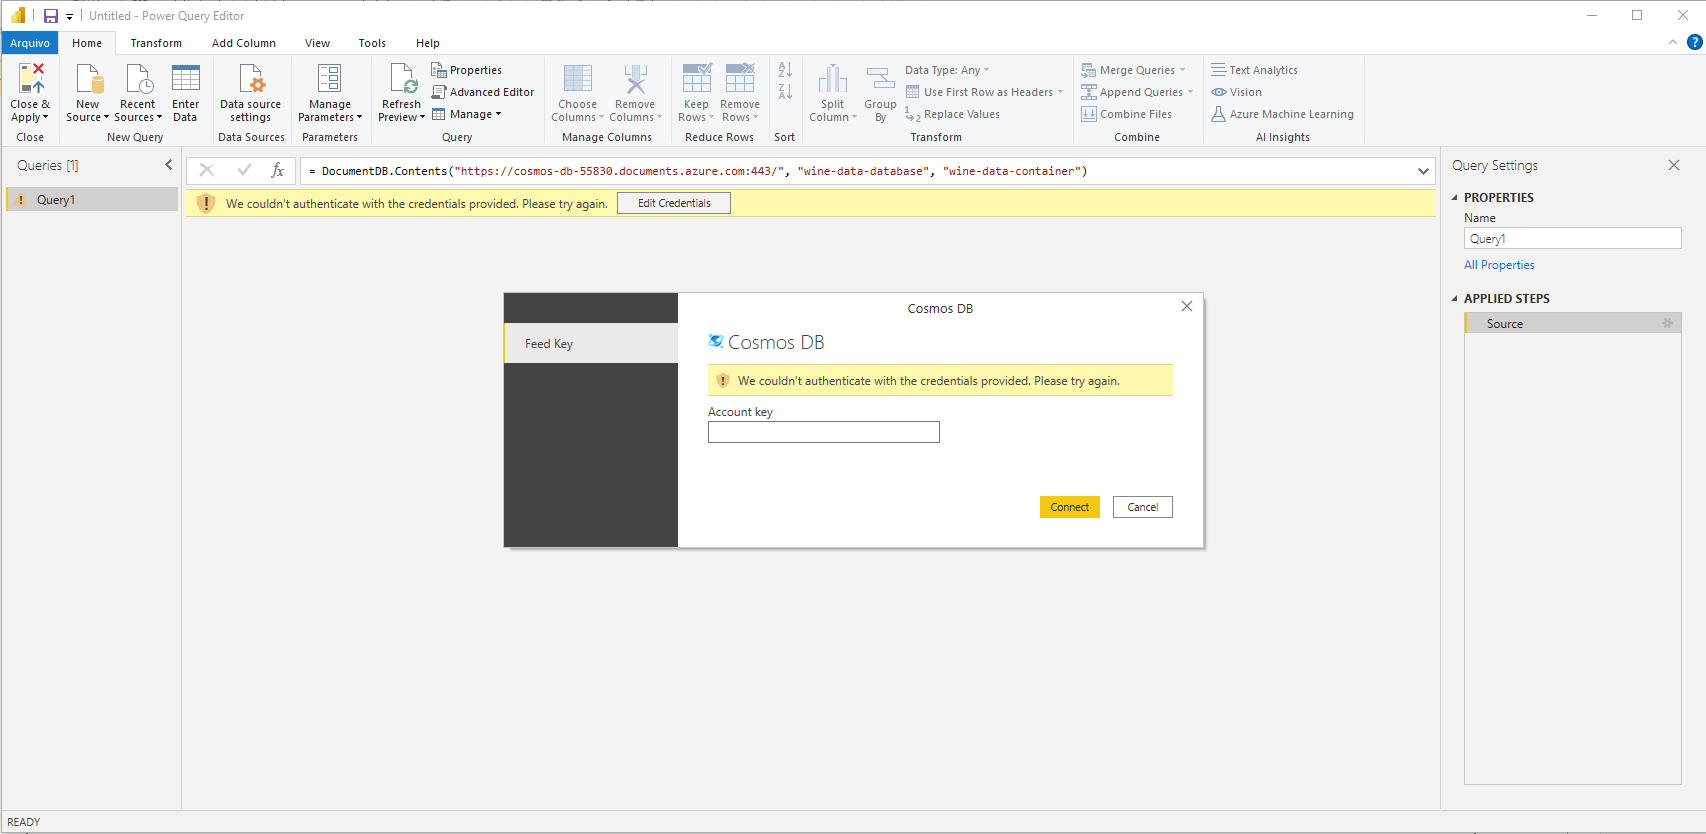 Untitled - Power Query Editor
Arquivo Home Transform Add Column View Tools Help
Close & Apply
Close
New Source
Recent Sources
Enter Data
New Query
Data source settings
Data Sources
Manage Parameters
Parameters
Refresh Preview
Properties
Advanced Editor
Manage
Query
Choose Columns
Remove Columns
Manage Columns
Keep Rows
Remove Rows
Reduce Rows
A Z
Z A
Sort
Split Column
Group By
Data Type: Any
Use First Row as Headers
1 2 Replace Values
Transform
Merge Queries
Append Queries
Combine Files
Combine
Text Analytics
Vision
Azure Machine Learning
AI Insights
Queries [1]
Query1
fx
= DocumentDB.Contents("https://cosmos-db-55830.documents.azure.com:443/", "wine-data-database", "wine-data-container")
We couldn't authenticate with the credentials provided. Please try again.
Edit Credentials
Cosmos DB
Feed Key
Cosmos DB
We couldn't authenticate with the credentials provided. Please try again.
Account key
Connect
Cancel
Query Settings
PROPERTIES
Name
Query1
All Properties
APPLIED STEPS
Source
READY